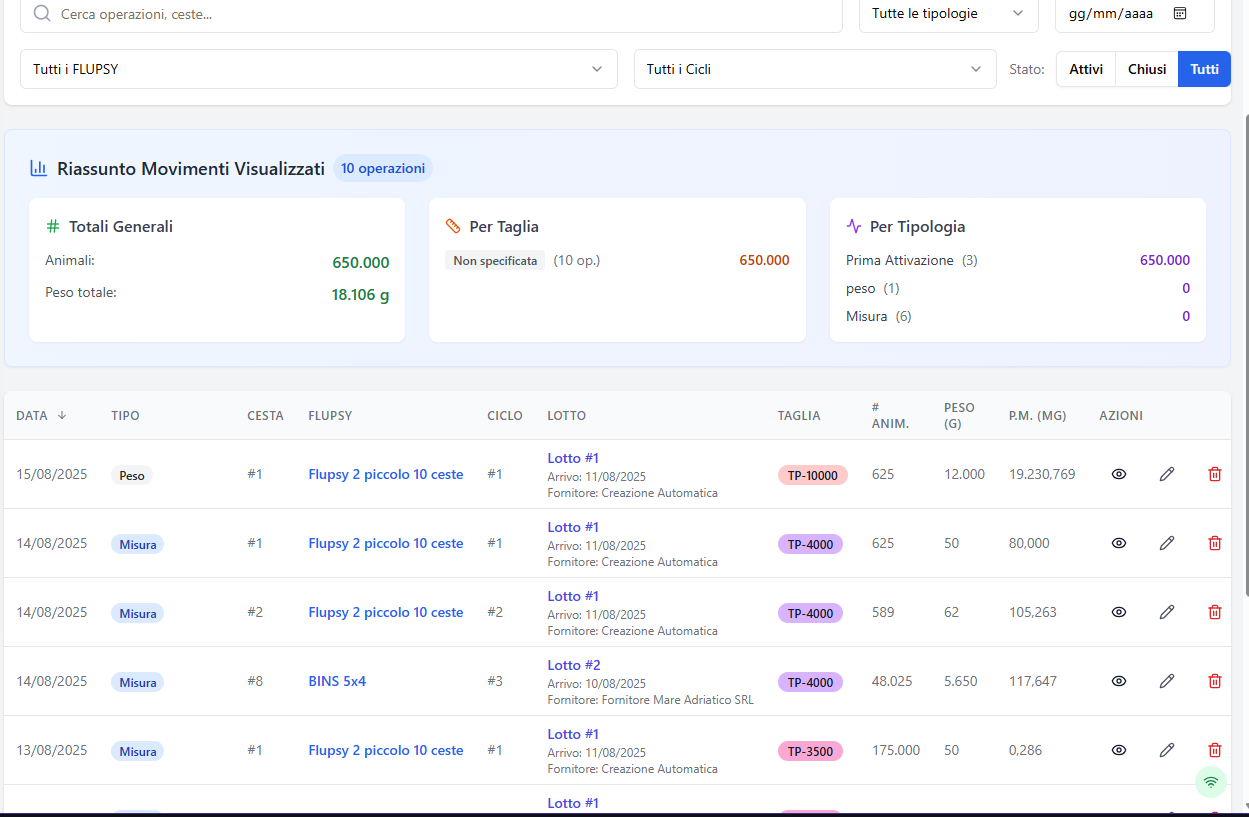 Cerca operazioni, ceste...
Tutte le tipologie
gg/mm/aaaa
Tutti i FLUPSY
Tutti i Cicli
Stato:
Attivi
Chiusi
Tutti
Riassunto Movimenti Visualizzati
10 operazioni
Totali Generali
Animali:
650.000
Peso totale:
18.106 g
Per Taglia
Non specificata (10 op.)
650.000
Per Tipologia
Prima Attivazione (3)
650.000
peso (1)
0
Misura (6)
0
DATA
TIPO
CESTA
FLUPSY
CICLO
LOTTO
TAGLIA
# ANIM.
PESO (G)
P.M. (MG)
AZIONI
15/08/2025
Peso
#1
Flupsy 2 piccolo 10 ceste
#1
Lotto #1
Arrivo: 11/08/2025
Fornitore: Creazione Automatica
TP-10000
625
12.000
19.230,769
14/08/2025
Misura
#1
Flupsy 2 piccolo 10 ceste
#1
Lotto #1
Arrivo: 11/08/2025
Fornitore: Creazione Automatica
TP-4000
625
50
80,000
14/08/2025
Misura
#2
Flupsy 2 piccolo 10 ceste
#2
Lotto #1
Arrivo: 11/08/2025
Fornitore: Creazione Automatica
TP-4000
589
62
105,263
14/08/2025
Misura
#8
BINS 5x4
#3
Lotto #2
Arrivo: 10/08/2025
Fornitore: Fornitore Mare Adriatico SRL
TP-4000
48.025
5.650
117,647
13/08/2025
Misura
#1
Flupsy 2 piccolo 10 ceste
#1
Lotto #1
Arrivo: 11/08/2025
Fornitore: Creazione Automatica
TP-3500
175.000
50
0,286
Lotto #1